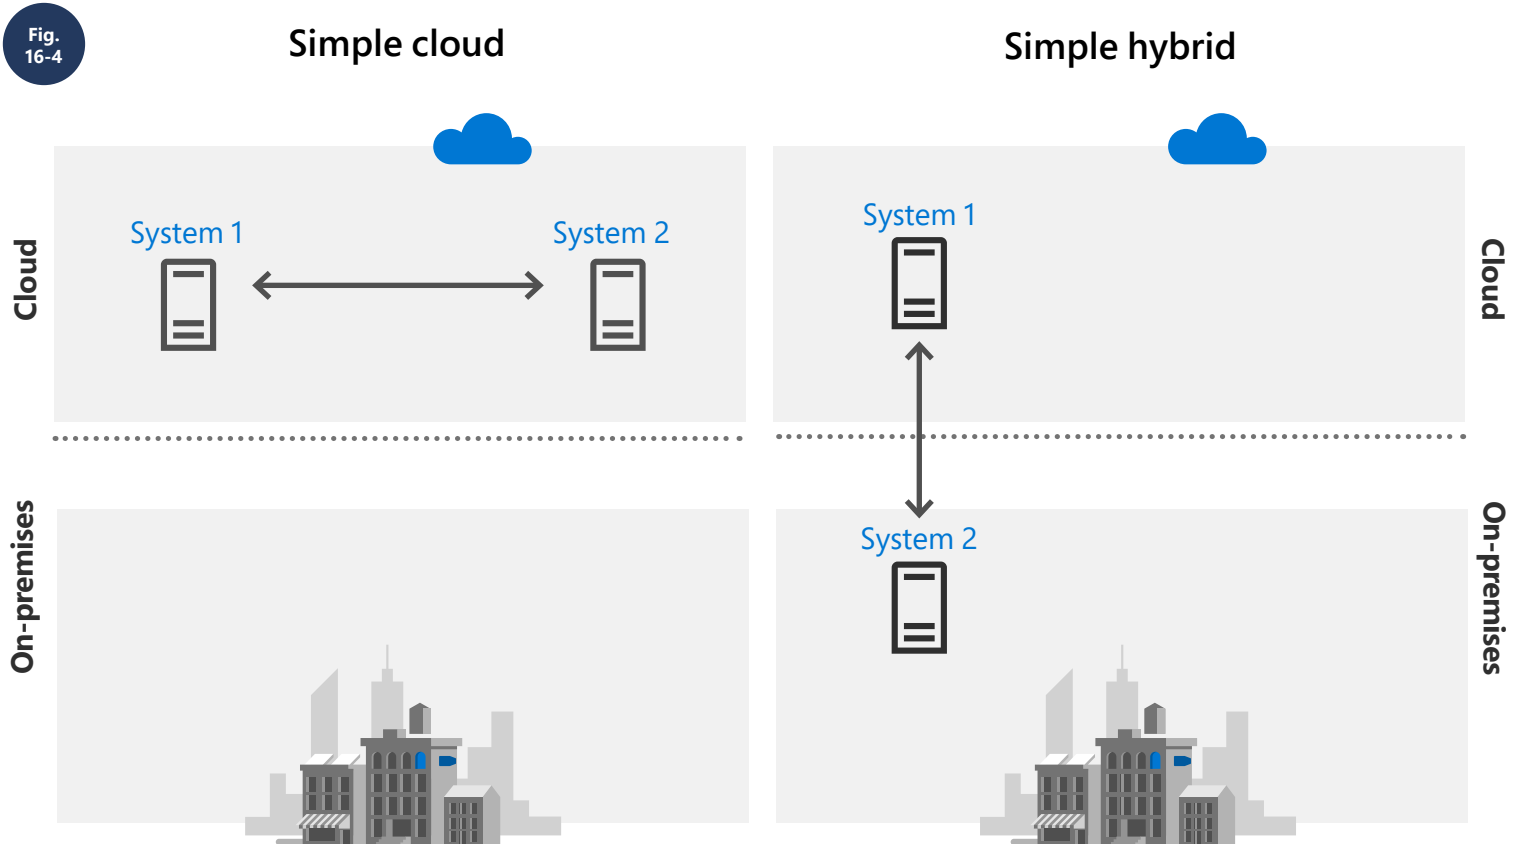 Fig.
16-4
Simple cloud
Simple hybrid
Cloud
System 1
System 2
System 1
Cloud
On-premises
System 2
On-premises